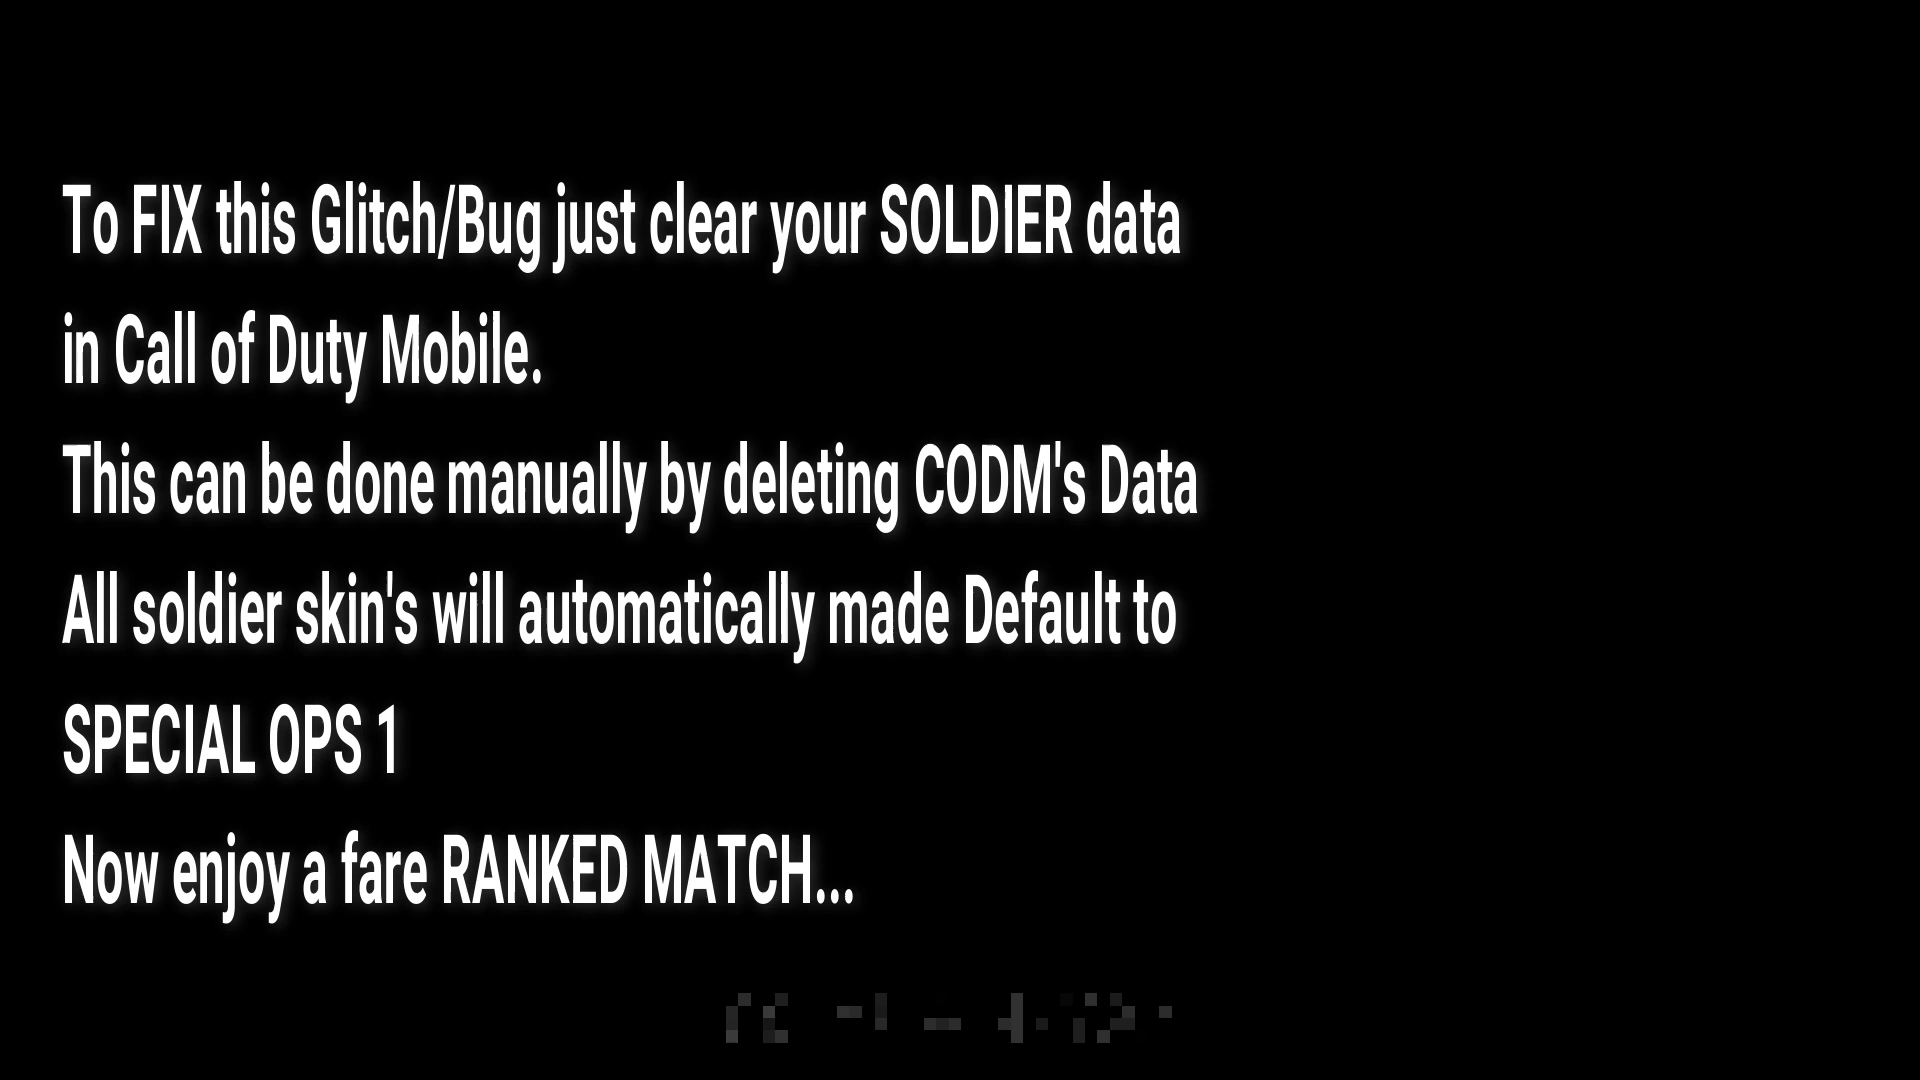 To FIX this Glitch/Bug just clear your SOLDIER data
in Call of Duty Mobile.
This can be done manually by deleting CODM's Data
All soldier skin's will automatically made Default to
SPECIAL OPS 1
Now enjoy a fare RANKED MATCH...